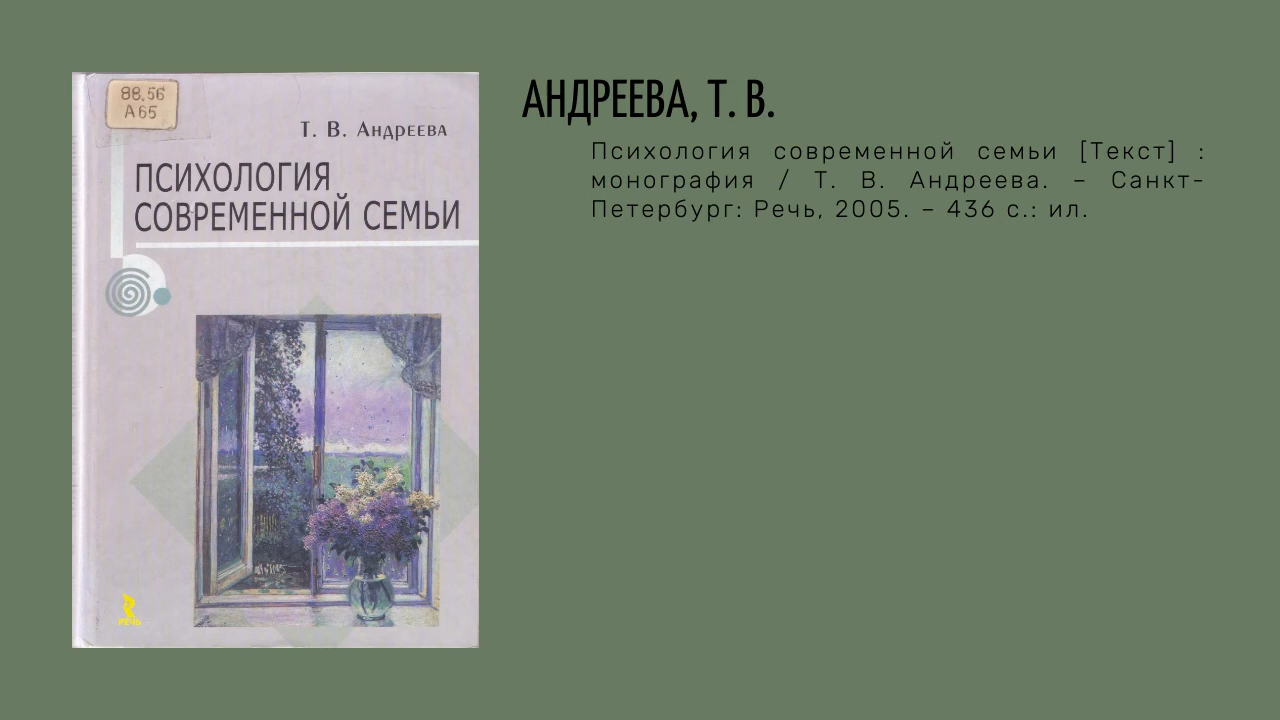 88,56
А65
Т. В. Андреева
ПСИХОЛОГИЯ
СОВРЕМЕННОЙ СЕМЬИ
РЕЧЬ
АНДРЕЕВА, Т. В.
Психология современной семьи [Текст] :
монография / Т. В. Андреева. – Санкт-
Петербург: Речь, 2005. – 436 с.: ил.